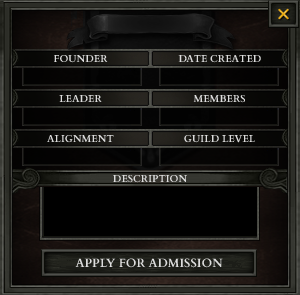 FOUNDER DATE CREATED
LEADER MEMBERS
ALIGNMENT GUILD LEVEL
DESCRIPTION
APPLY FOR ADMISSION